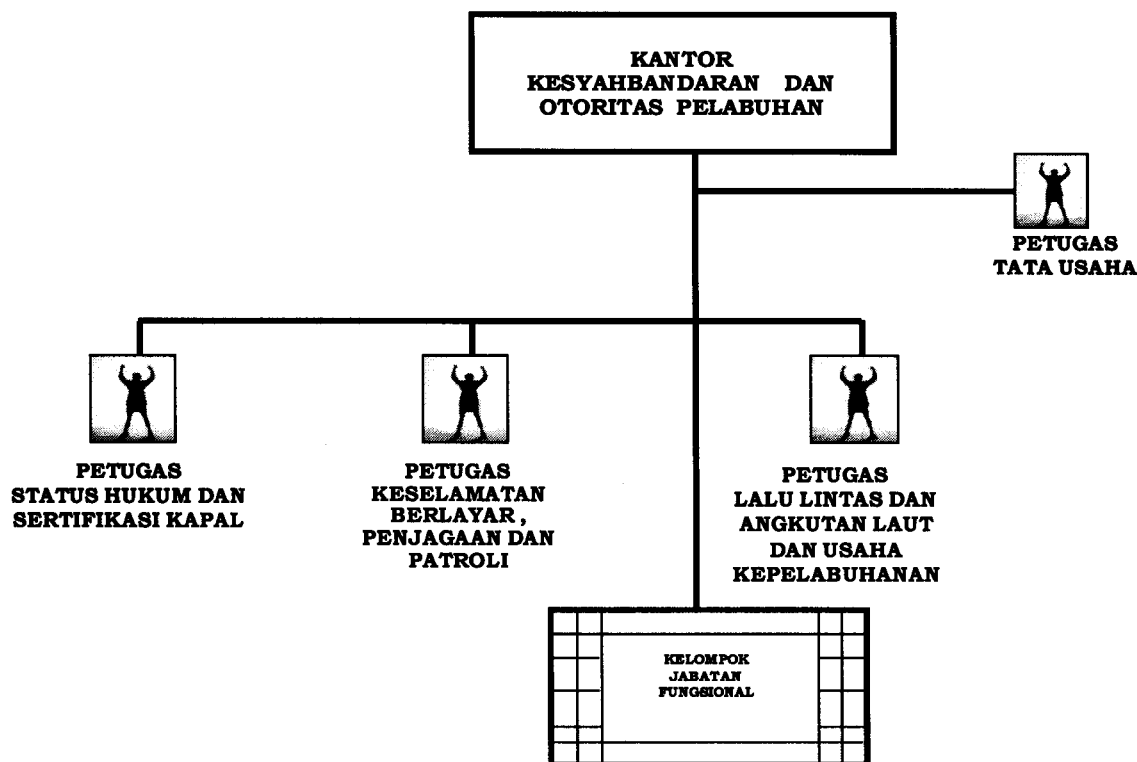 KANTOR
KESYAHBANDARAN DAN
OTORITAS PELABUHAN
PETUGAS
TATA USAHA
PETUGAS
STATUS HUKUM DAN
SERTIFIKASI KAPAL
PETUGAS
KESELAMATAN
BERLAYAR ,
PENJAGAAN DAN
PATROLI
PETUGAS
LALU LINTAS DAN
ANGKUTAN LAUT
DAN USAHA
KEPELABUHANAN
KELOMPOK
JABATAN
FUNGSIONAL